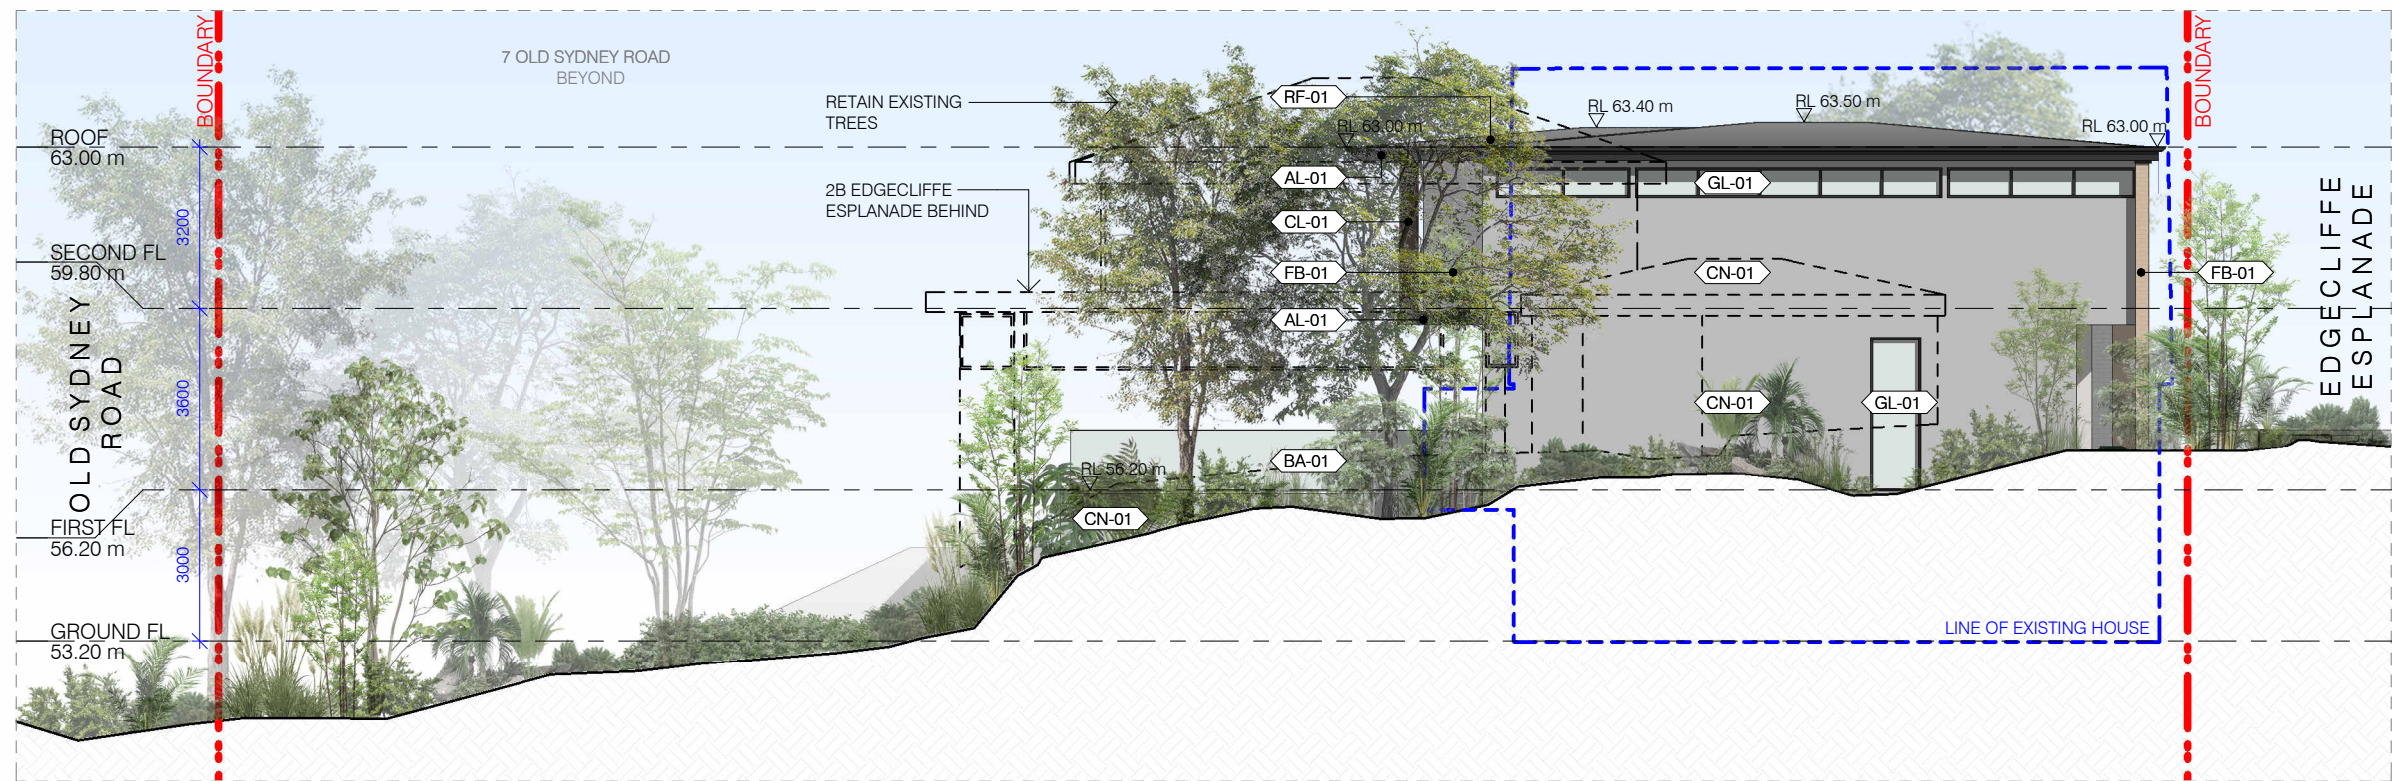 BOUNDARY
7 OLD SYDNEY ROAD
BEYOND
BOUNDARY
RETAIN EXISTING
TREES
RF-01
RL 63.40 m
RL 63.50 m
RL 63.00 m
RL 63.00 m
ROOF
63.00 m
AL-01
GL-01
2B EDGECLIFFE
ESPLANADE BEHIND
3200
CL-01
SECOND FL
59.80 m
FB-01
CN-01
FB-01
AL-01
OLD SYDNEY
ROAD
EDGECLIFFE
ESPLANADE
3600
CN-01
GL-01
BA-01
RL 56.20 m
CN-01
FIRST FL
56.20 m
3000
GROUND FL
53.20 m
LINE OF EXISTING HOUSE